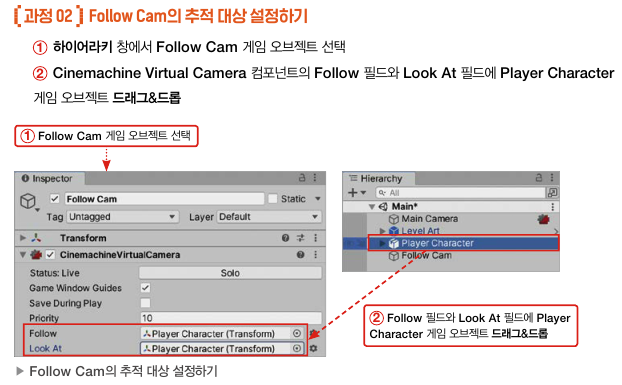 [과정 02] Follow Cam의 추적 대상 설정하기
① 하이어라키 창에서 Follow Cam 게임 오브젝트 선택
② Cinemachine Virtual Camera 컴포넌트의 Follow 필드와 Look At 필드에 Player Character
게임 오브젝트 드래그&드롭
① Follow Cam 게임 오브젝트 선택
Inspector
Follow Cam
Static
Tag Untagged
Layer Default
Transform
CinemachineVirtualCamera
Status: Live
Solo
Game Window Guides
Save During Play
Priority
10
Follow
Player Character (Transform)
Look At
Player Character (Transform)
Hierarchy
All
Main*
Main Camera
Level Art
Player Character
Follow Cam
② Follow 필드와 Look At 필드에 Player
Character 게임 오브젝트 드래그&드롭
▶ Follow Cam의 추적 대상 설정하기